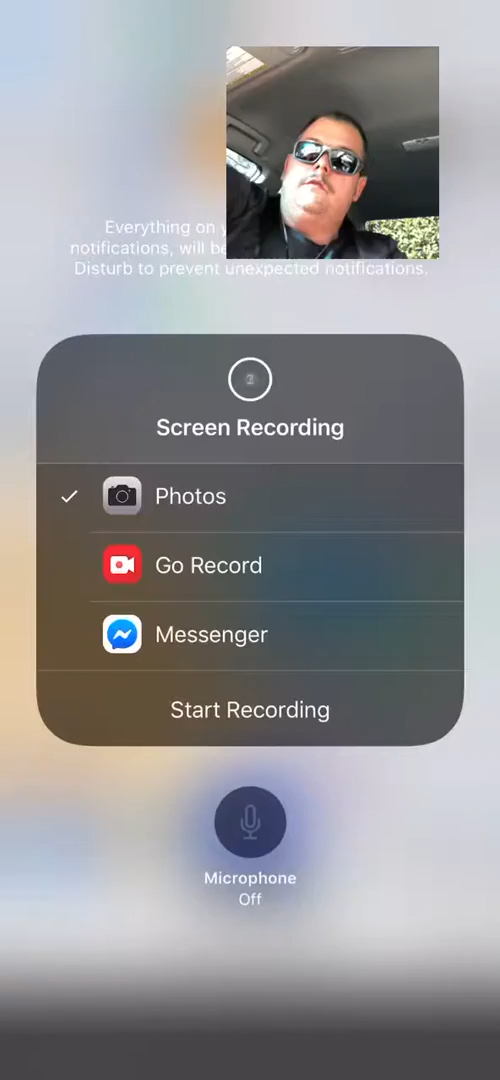 Everything on
notifications, will be
Disturb to prevent unexpected notifications.
Screen Recording
Photos
Go Record
Messenger
Start Recording
Microphone
Off